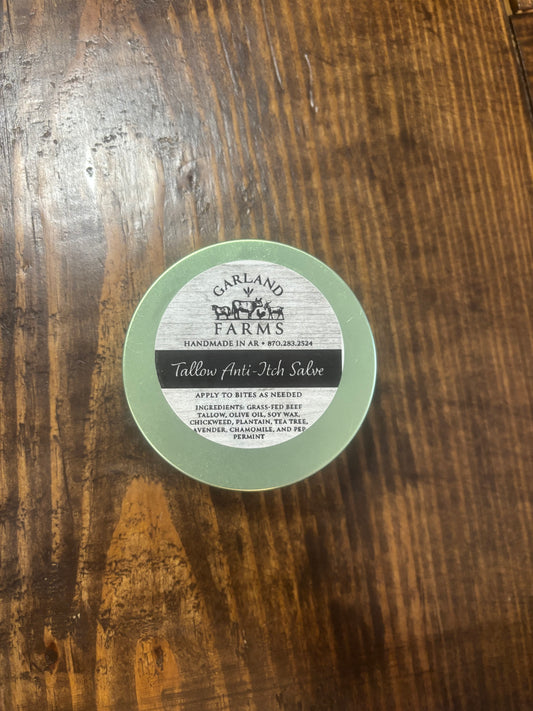 GARLAND
FARMS
HANDMADE IN AR • 870.283.2524
Tallow Anti-Itch Salve
APPLY TO BITES AS NEEDED
INGREDIENTS: GRASS-FED BEEF
TALLOW, OLIVE OIL, SOY WAX,
CHICKWEED, PLANTAIN, TEA TREE,
LAVENDER, CHAMOMILE, AND PEP
PERMINT